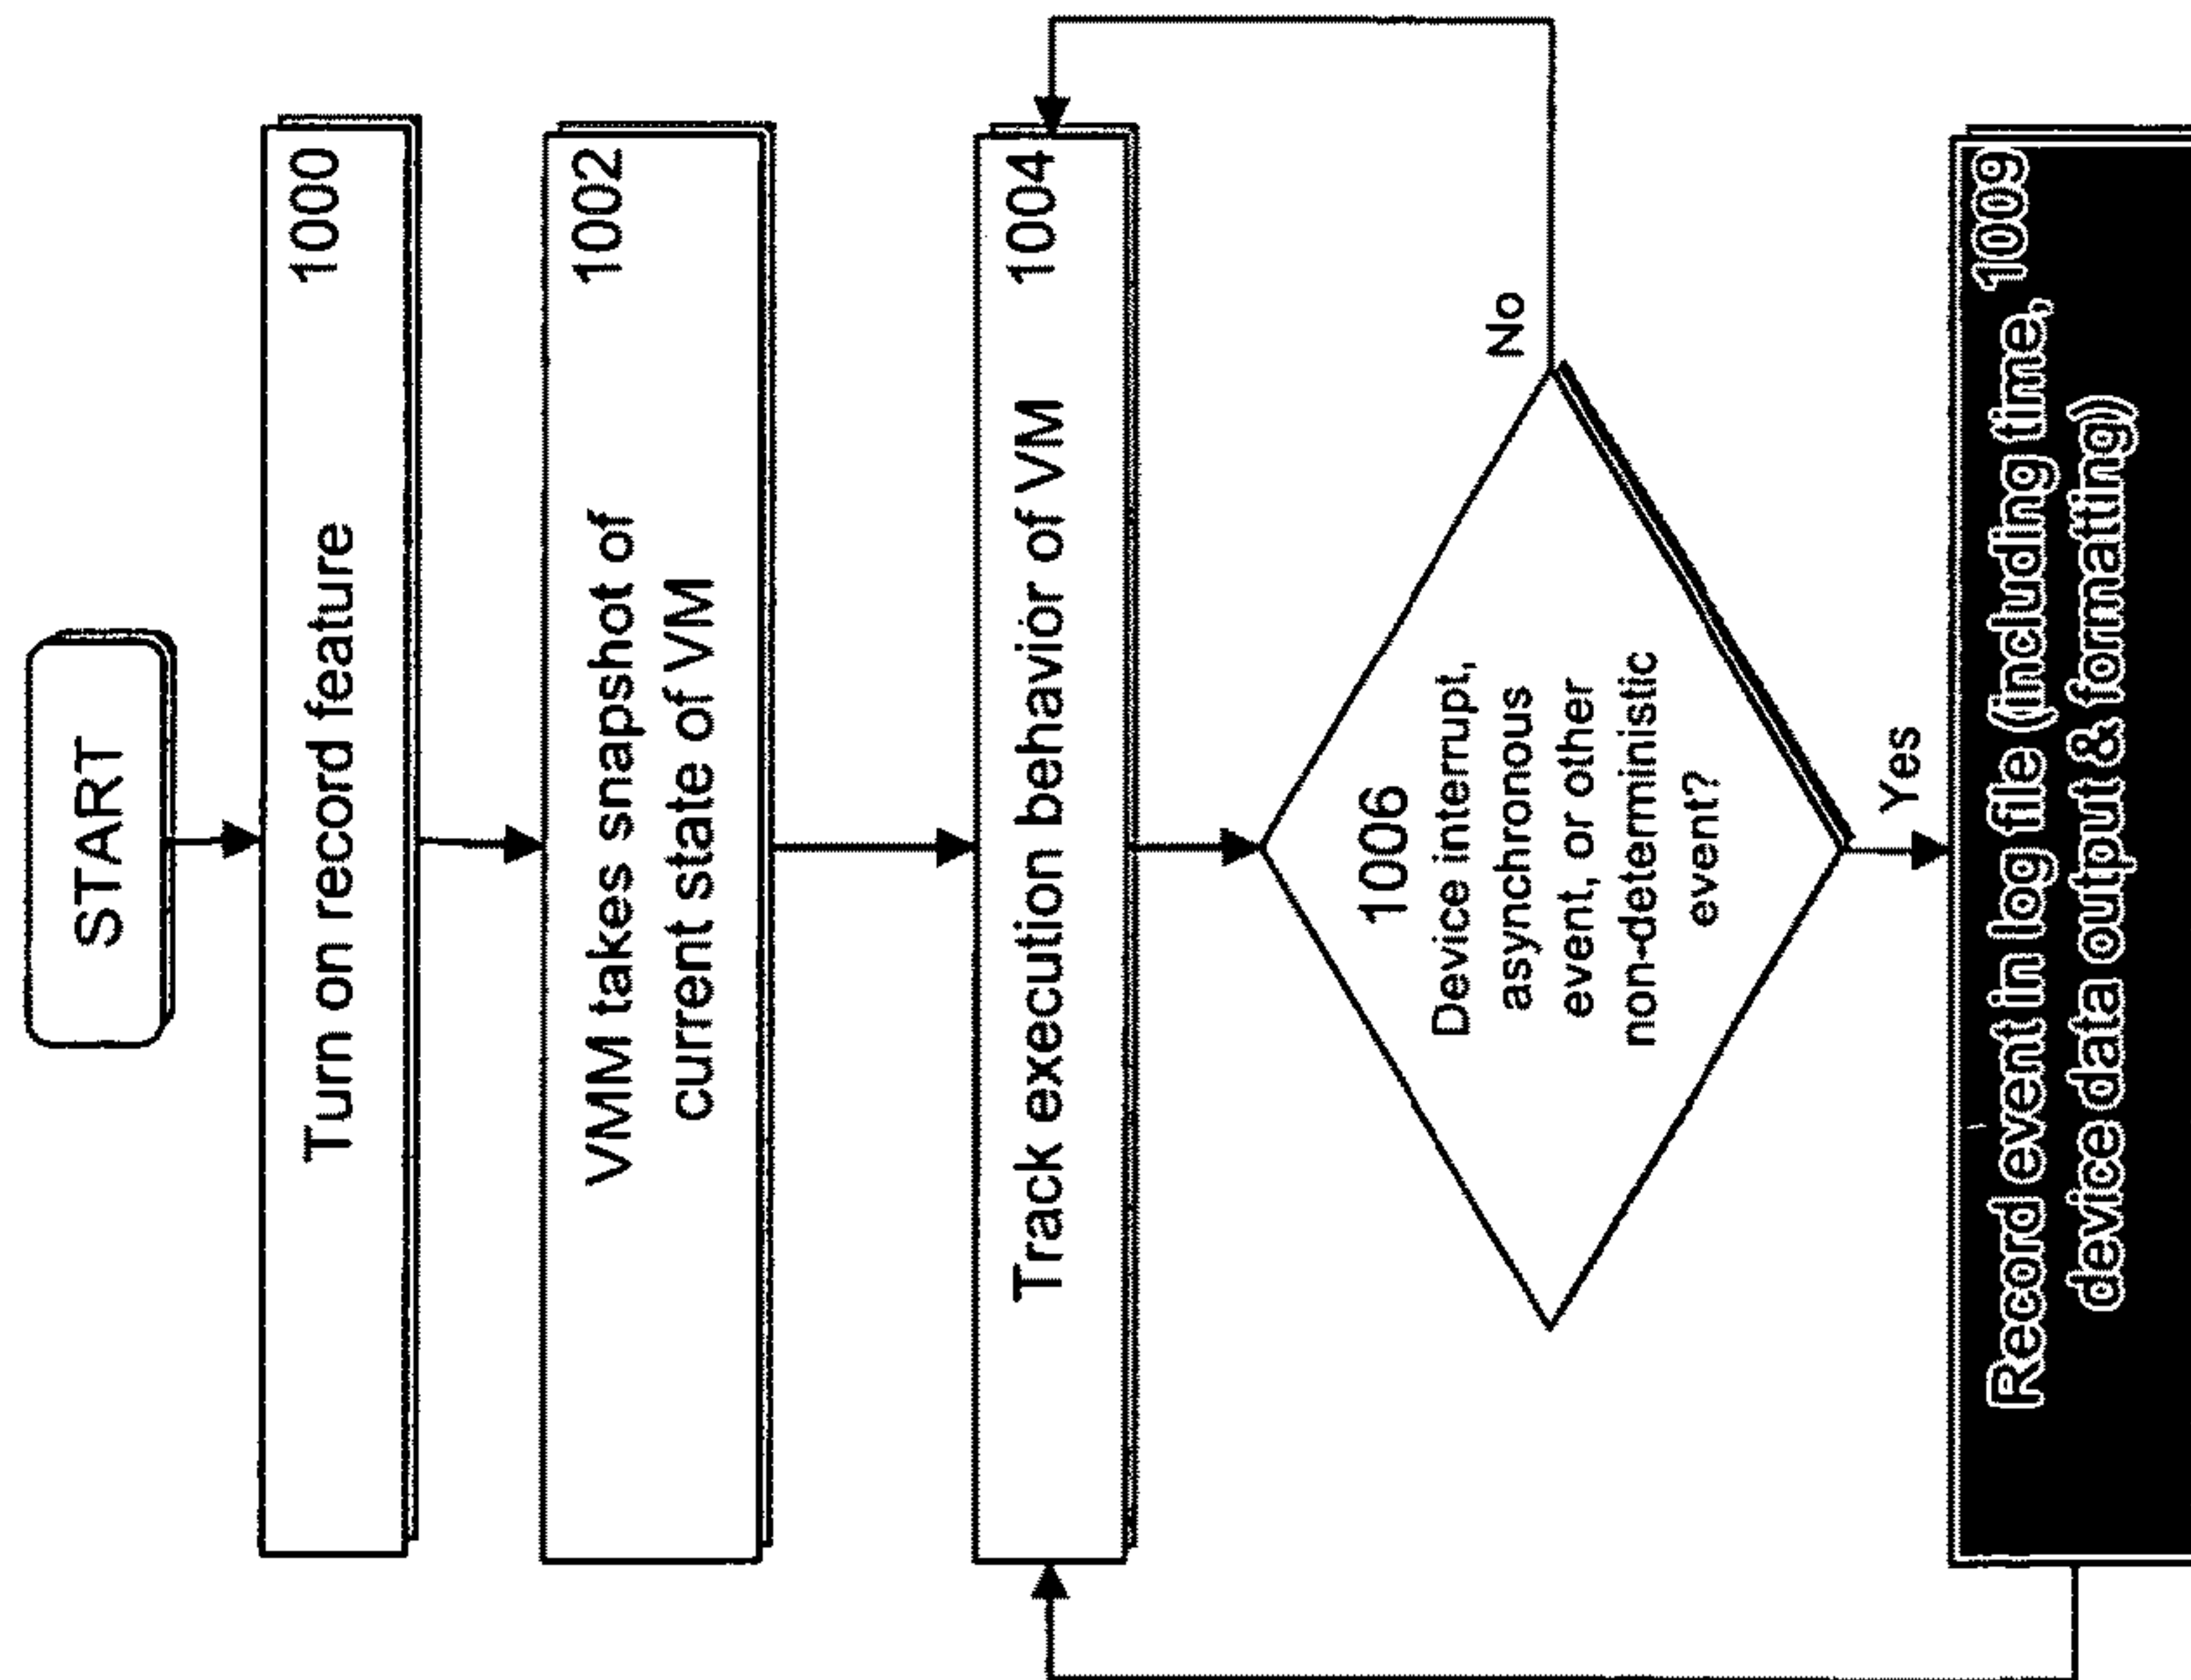 START
1000
Turn on record feature
1002
VMM takes snapshot of
current state of VM
1004
Track execution behavior of VM
1006
Device interrupt,
asynchronous
event, or other
non-deterministic
event?
No
Yes
1009
Record event in log file (including time,
device data output & formatting)